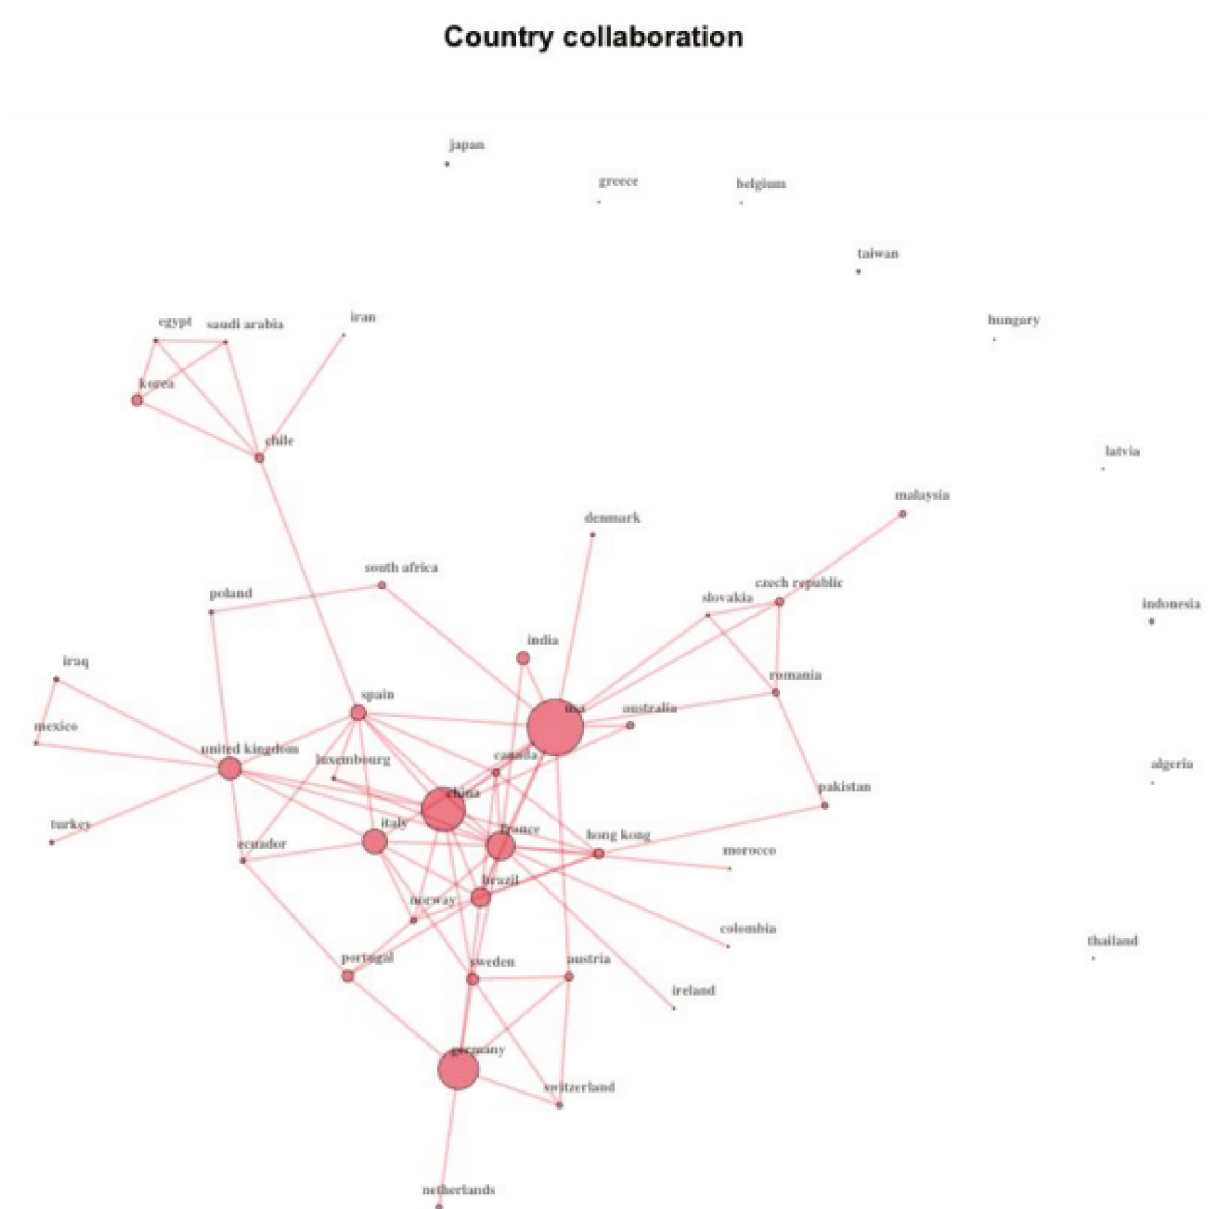 Country collaboration
japan
greece
belgium
taiwan
hungary
egypt
saudi arabia
iran
korea
chile
latvia
malaysia
denmark
south africa
czech republic
poland
slovakia
indonesia
india
iraq
romania
spain
usa
australia
mexico
united kingdom
luxembourg
canada
algeria
china
pakistan
turkey
italy
france
hong kong
ecuador
morocco
brazil
norway
colombia
thailand
portugal
sweden
austria
ireland
germany
switzerland
netherlands